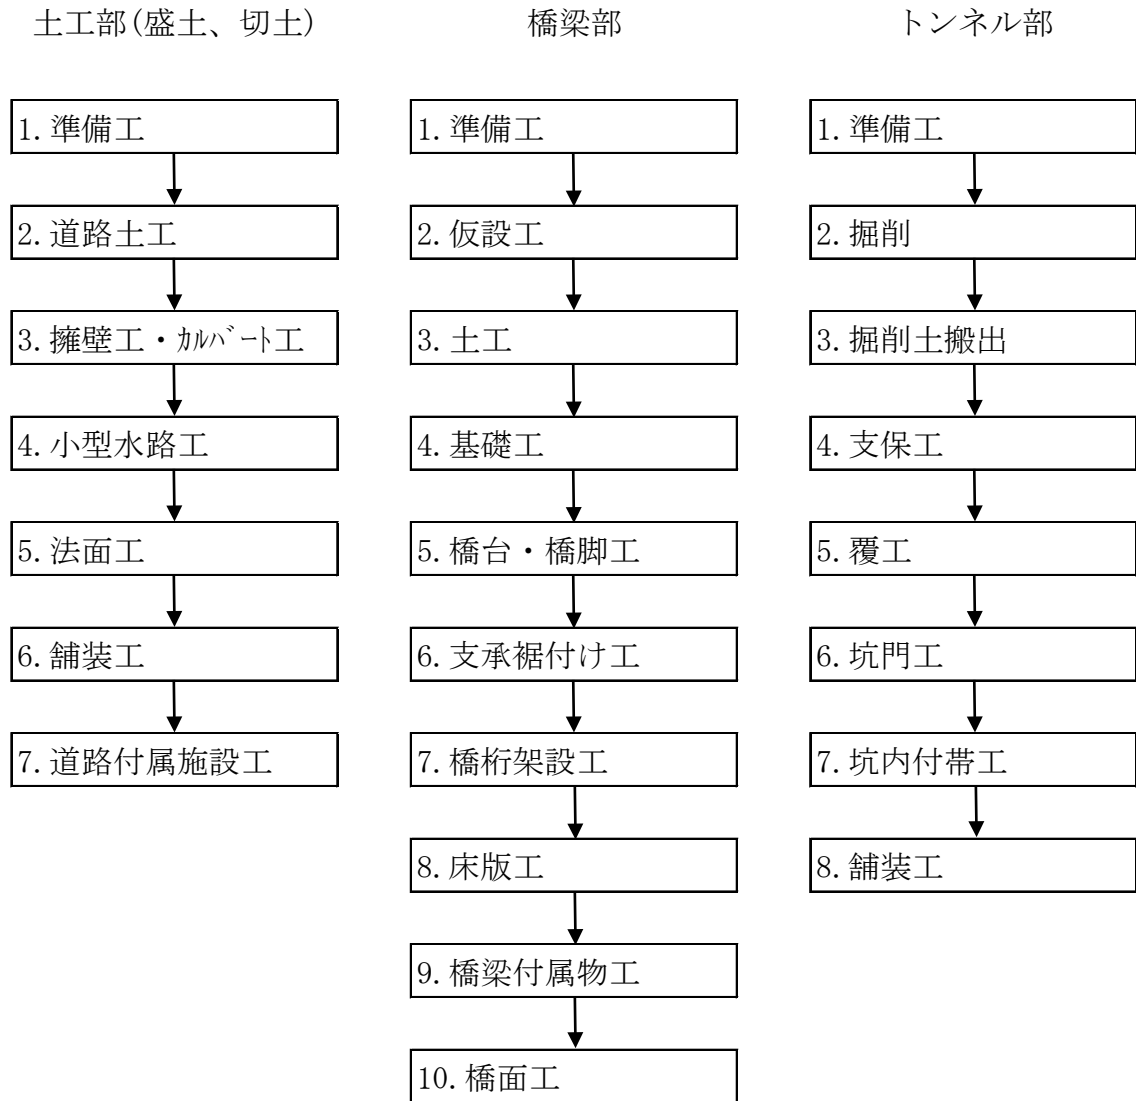 土工部(盛土、切土)
1.準備工
2.道路土工
3.擁壁工・ｶﾙﾊﾞｰﾄ工
4.小型水路工
5.法面工
6.舗装工
7.道路付属施設工
橋梁部
1.準備工
2.仮設工
3.土工
4.基礎工
5.橋台・橋脚工
6.支承裾付け工
7.橋桁架設工
8.床版工
9.橋梁付属物工
10.橋面工
トンネル部
1.準備工
2.掘削
3.掘削土搬出
4.支保工
5.覆工
6.坑門工
7.坑内付帯工
8.舗装工